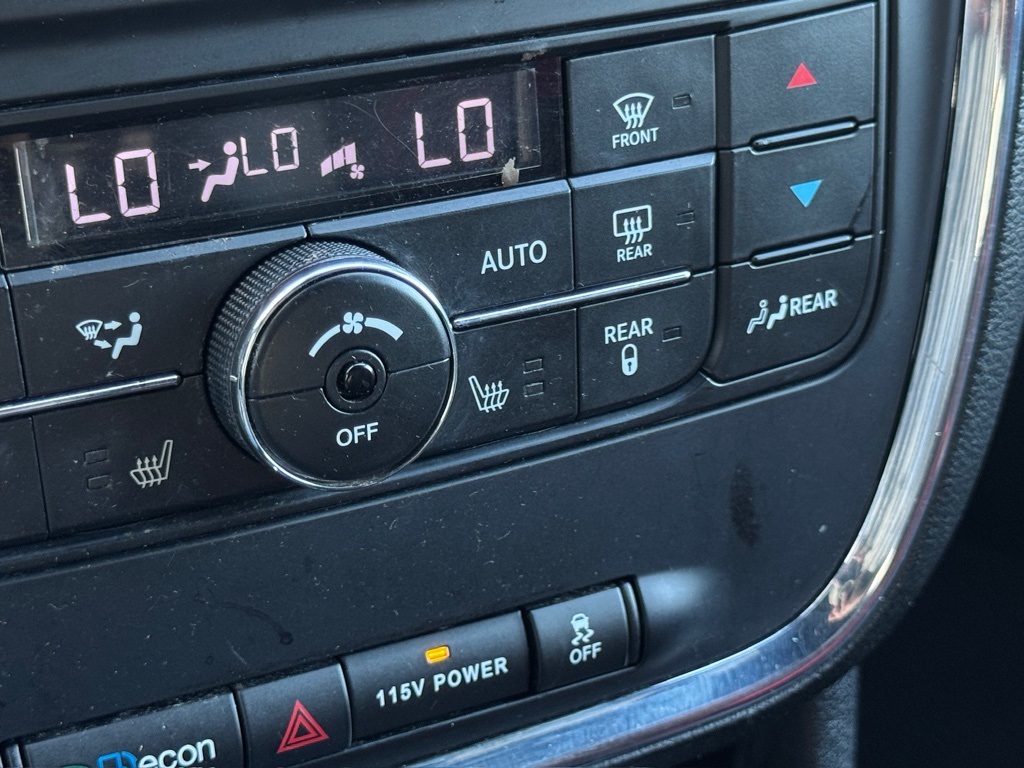 LO LO LO
FRONT
AUTO
REAR
REAR
REAR
OFF
115V POWER
OFF
econ